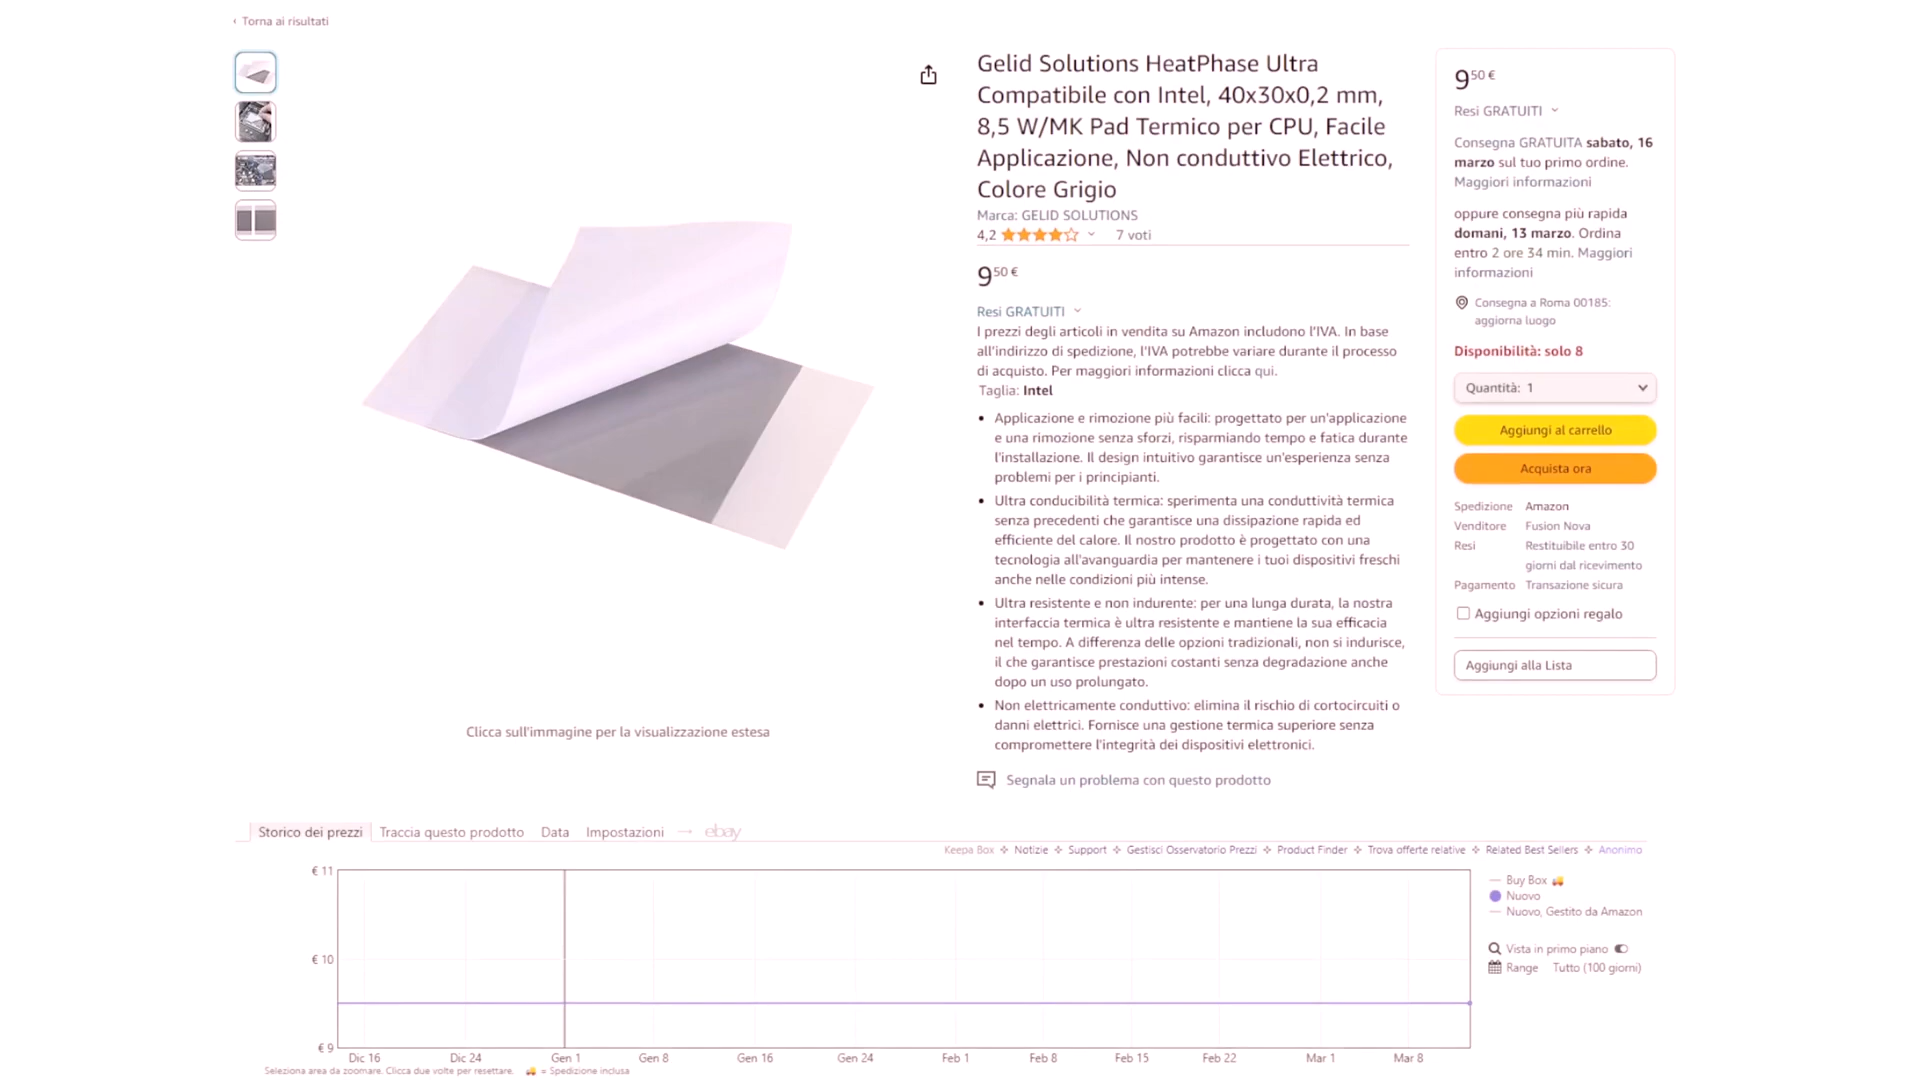 ‹ Torna ai risultati
Gelid Solutions HeatPhase Ultra
Compatibile con Intel, 40x30x0,2 mm,
8,5 W/MK Pad Termico per CPU, Facile
Applicazione, Non conduttivo Elettrico,
Colore Grigio
Marca: GELID SOLUTIONS
4,2 7 voti
9 50 €
Resi GRATUITI
I prezzi degli articoli in vendita su Amazon includono l'IVA. In base
all'indirizzo di spedizione, l'IVA potrebbe variare durante il processo
di acquisto. Per maggiori informazioni clicca qui.
Taglia: Intel
• Applicazione e rimozione più facili: progettato per un'applicazione
e una rimozione senza sforzi, risparmiando tempo e fatica durante
l'installazione. Il design intuitivo garantisce un'esperienza senza
problemi per i principianti.
• Ultra conducibilità termica: sperimenta una conduttività termica
senza precedenti che garantisce una dissipazione rapida ed
efficiente del calore. Il nostro prodotto è progettato con una
tecnologia all'avanguardia per mantenere i tuoi dispositivi freschi
anche nelle condizioni più intense.
• Ultra resistente e non indurente: per una lunga durata, la nostra
interfaccia termica è ultra resistente e mantiene la sua efficacia
nel tempo. A differenza delle opzioni tradizionali, non si indurisce,
il che garantisce prestazioni costanti senza degradazione anche
dopo un uso prolungato.
• Non elettricamente conduttivo: elimina il rischio di cortocircuiti o
danni elettrici. Fornisce una gestione termica superiore senza
compromettere l'integrità dei dispositivi elettronici.
Segnala un problema con questo prodotto
Clicca sull'immagine per la visualizzazione estesa
9 50 €
Resi GRATUITI
Consegna GRATUITA sabato, 16
marzo sul tuo primo ordine.
Maggiori informazioni
oppure consegna più rapida
domani, 13 marzo. Ordina
entro 2 ore 34 min. Maggiori
informazioni
Consegna a Roma 00185:
aggiorna luogo
Disponibilità: solo 8
Quantità: 1
Aggiungi al carrello
Acquista ora
Spedizione Amazon
Venditore Fusion Nova
Resi Restituibile entro 30
giorni dal ricevimento
Pagamento Transazione sicura
Aggiungi opzioni regalo
Aggiungi alla Lista
Storico dei prezzi Traccia questo prodotto Data Impostazioni → ebay
Keepa Box Notizie Support Gestisci Osservatorio Prezzi Product Finder Trova offerte relative Related Best Sellers Anonimo
€ 11
€ 10
€ 9
Dic 16 Dic 24 Gen 1 Gen 8 Gen 16 Gen 24 Feb 1 Feb 8 Feb 15 Feb 22 Mar 1 Mar 8
Buy Box
Nuovo
Nuovo, Gestito da Amazon
Vista in primo piano
Range Tutto (100 giorni)
Seleziona area da zoomare. Clicca due volte per resettare. = Spedizione inclusa